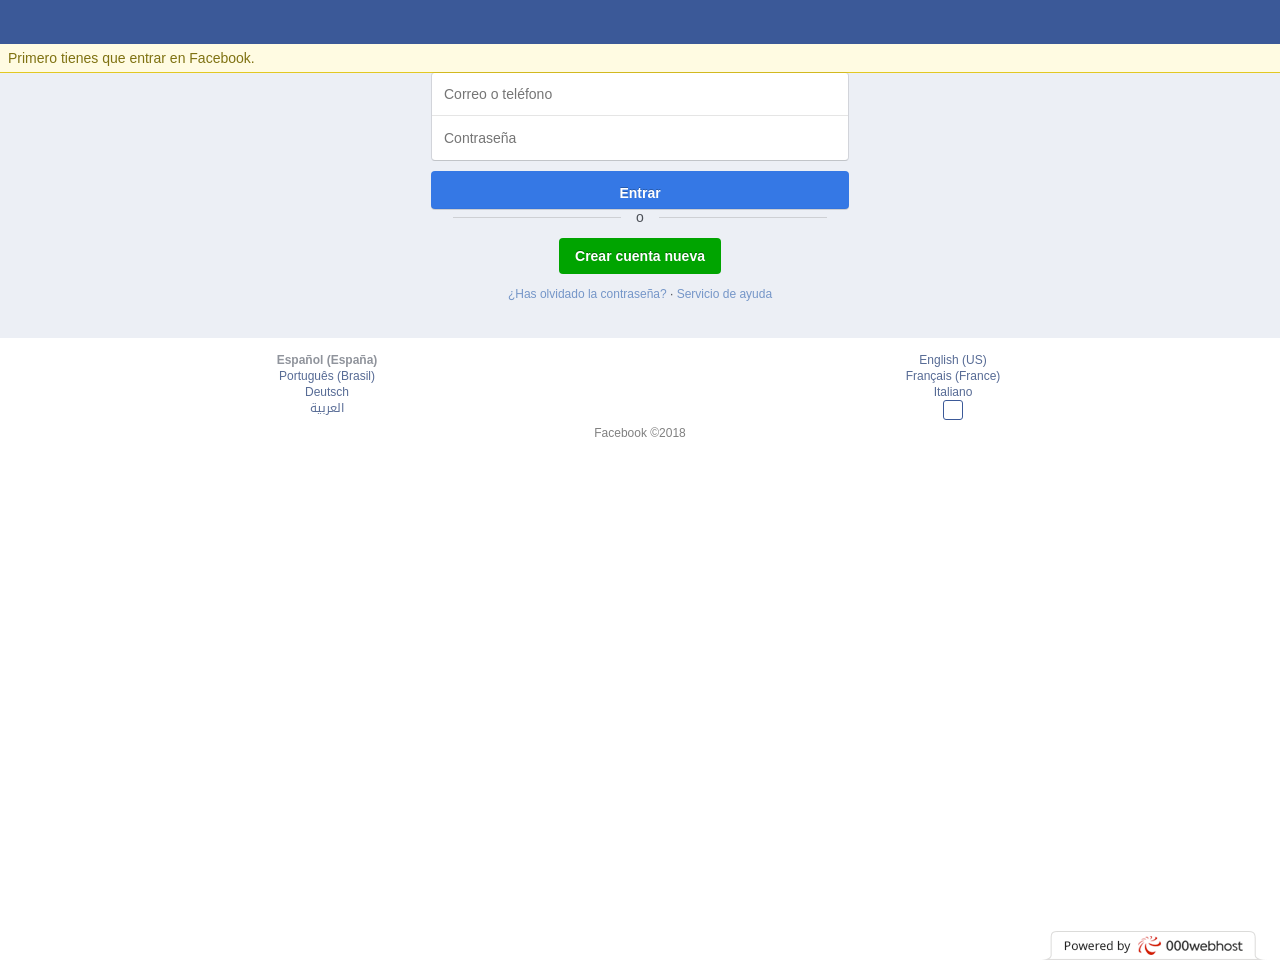 Primero tienes que entrar en Facebook.
Correo o teléfono
Contraseña
Entrar
o
Crear cuenta nueva
¿Has olvidado la contraseña? · Servicio de ayuda
Español (España)
Português (Brasil)
Deutsch
العربية
English (US)
Français (France)
Italiano
Facebook ©2018
Powered by 000webhost